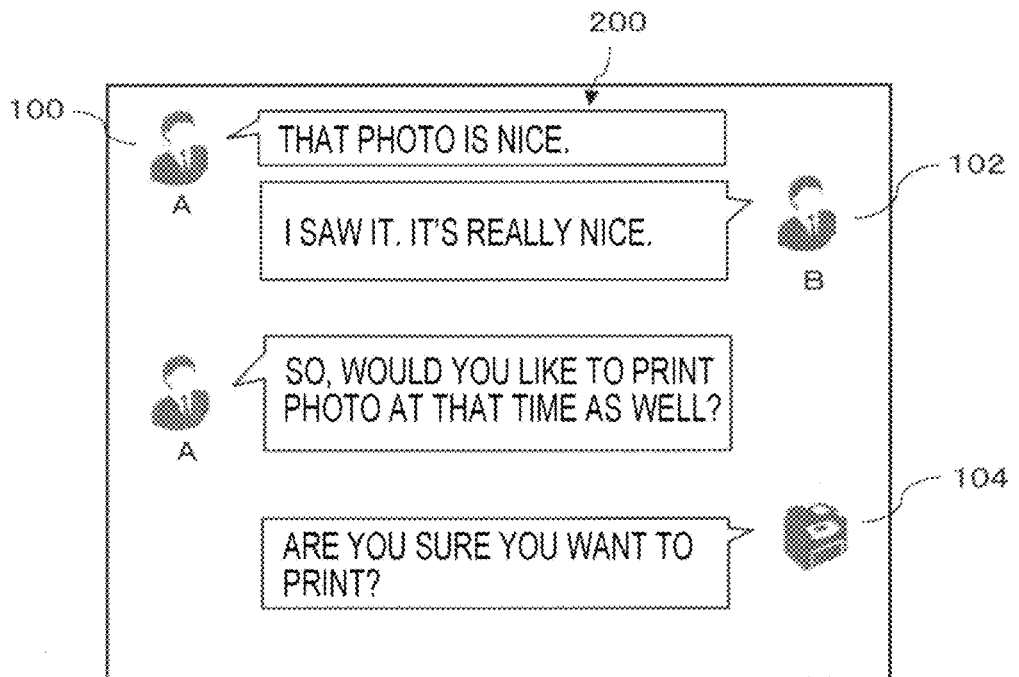 200
100
THAT PHOTO IS NICE.
A
102
I SAW IT. IT'S REALLY NICE.
B
SO, WOULD YOU LIKE TO PRINT
PHOTO AT THAT TIME AS WELL?
A
104
ARE YOU SURE YOU WANT TO
PRINT?